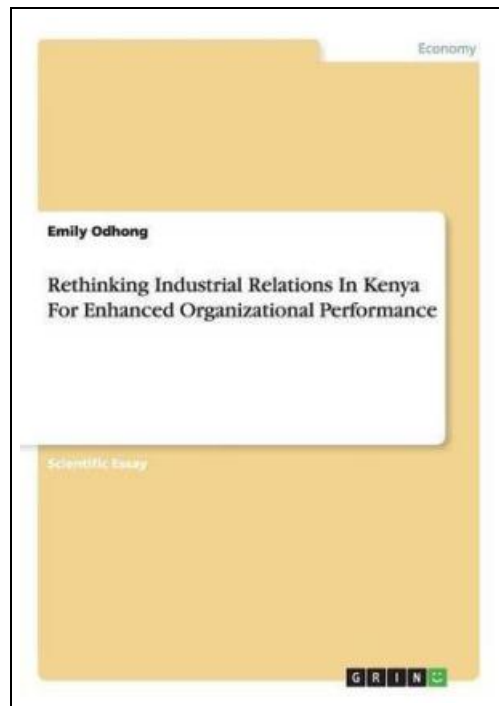 Economy
Emily Odhong
Rethinking Industrial Relations In Kenya
For Enhanced Organizational Performance
Scientific Essay
GRIN